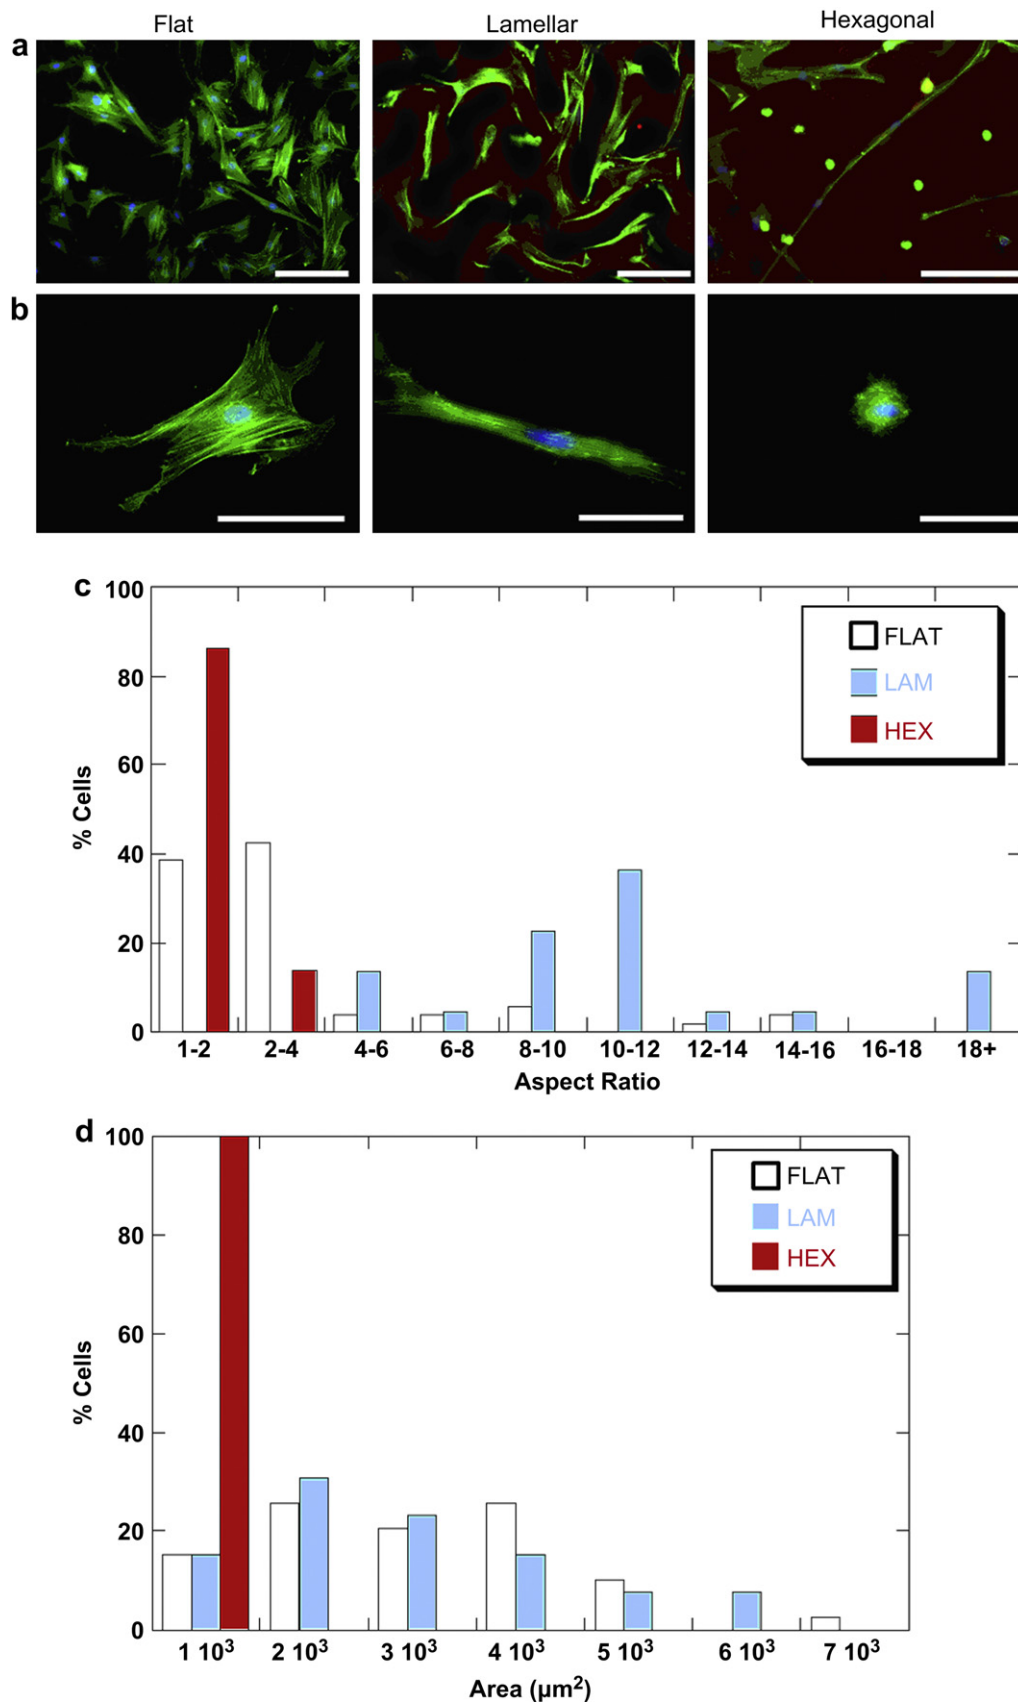 Flat Lamellar Hexagonal
a
b
c
100
80
60
40
20
0
% Cells
FLAT
LAM
HEX
1-2 2-4 4-6 6-8 8-10 10-12 12-14 14-16 16-18 18+
Aspect Ratio
d
100
80
60
40
20
0
% Cells
FLAT
LAM
HEX
1 10³ 2 10³ 3 10³ 4 10³ 5 10³ 6 10³ 7 10³
Area (µm²)